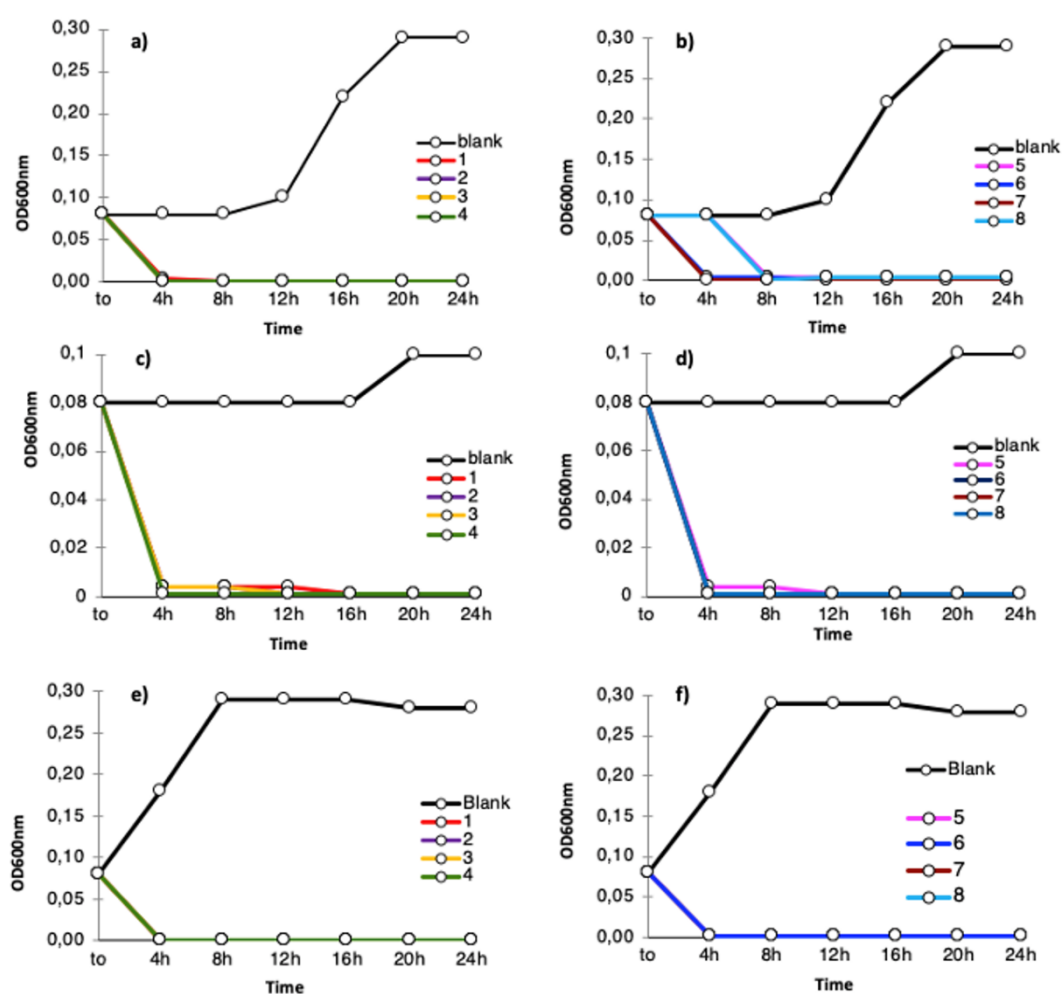 a)
0,30
0,25
0,20
0,15
0,10
0,05
0,00
OD600nm
to 4h 8h 12h 16h 20h 24h
Time
blank
1
2
3
4
b)
0,30
0,25
0,20
0,15
0,10
0,05
0,00
OD600nm
to 4h 8h 12h 16h 20h 24h
Time
blank
5
6
7
8
c)
0,1
0,08
0,06
0,04
0,02
0
OD600nm
to 4h 8h 12h 16h 20h 24h
Time
blank
1
2
3
4
d)
0,1
0,08
0,06
0,04
0,02
0
OD600nm
to 4h 8h 12h 16h 20h 24h
Time
blank
5
6
7
8
e)
0,30
0,25
0,20
0,15
0,10
0,05
0,00
OD600nm
to 4h 8h 12h 16h 20h 24h
Time
Blank
1
2
3
4
f)
0,30
0,25
0,20
0,15
0,10
0,05
0,00
OD600nm
to 4h 8h 12h 16h 20h 24h
Time
Blank
5
6
7
8